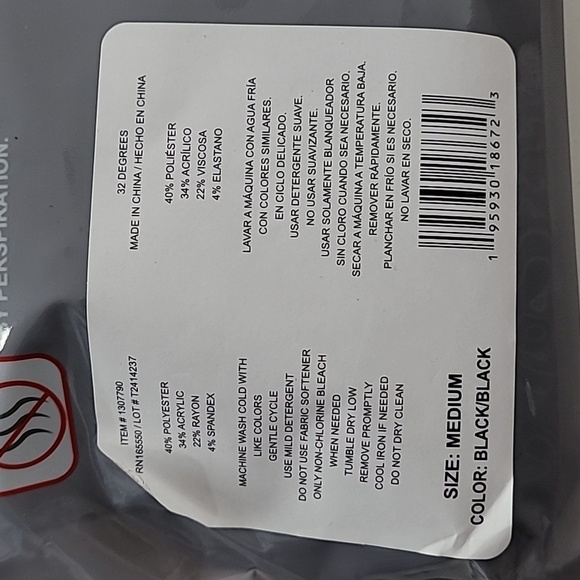 Y PERSPIRATION.
ITEM # 1307790
RN165550 / LOT # T2414237
40% POLYESTER
34% ACRYLIC
22% RAYON
4% SPANDEX
MACHINE WASH COLD WITH
LIKE COLORS
GENTLE CYCLE
USE MILD DETERGENT
DO NOT USE FABRIC SOFTENER
ONLY NON-CHLORINE BLEACH
WHEN NEEDED
TUMBLE DRY LOW
REMOVE PROMPTLY
COOL IRON IF NEEDED
DO NOT DRY CLEAN
SIZE: MEDIUM
COLOR: BLACK/BLACK
32 DEGREES
MADE IN CHINA / HECHO EN CHINA
40% POLIÉSTER
34% ACRÍLICO
22% VISCOSA
4% ELASTANO
LAVAR A MÁQUINA CON AGUA FRÍA
CON COLORES SIMILARES.
EN CICLO DELICADO.
USAR DETERGENTE SUAVE.
NO USAR SUAVIZANTE.
USAR SOLAMENTE BLANQUEADOR
SIN CLORO CUANDO SEA NECESARIO.
SECAR A MÁQUINA A TEMPERATURA BAJA.
REMOVER RÁPIDAMENTE.
PLANCHAR EN FRÍO SI ES NECESARIO.
NO LAVAR EN SECO.
1 95930 18672 3